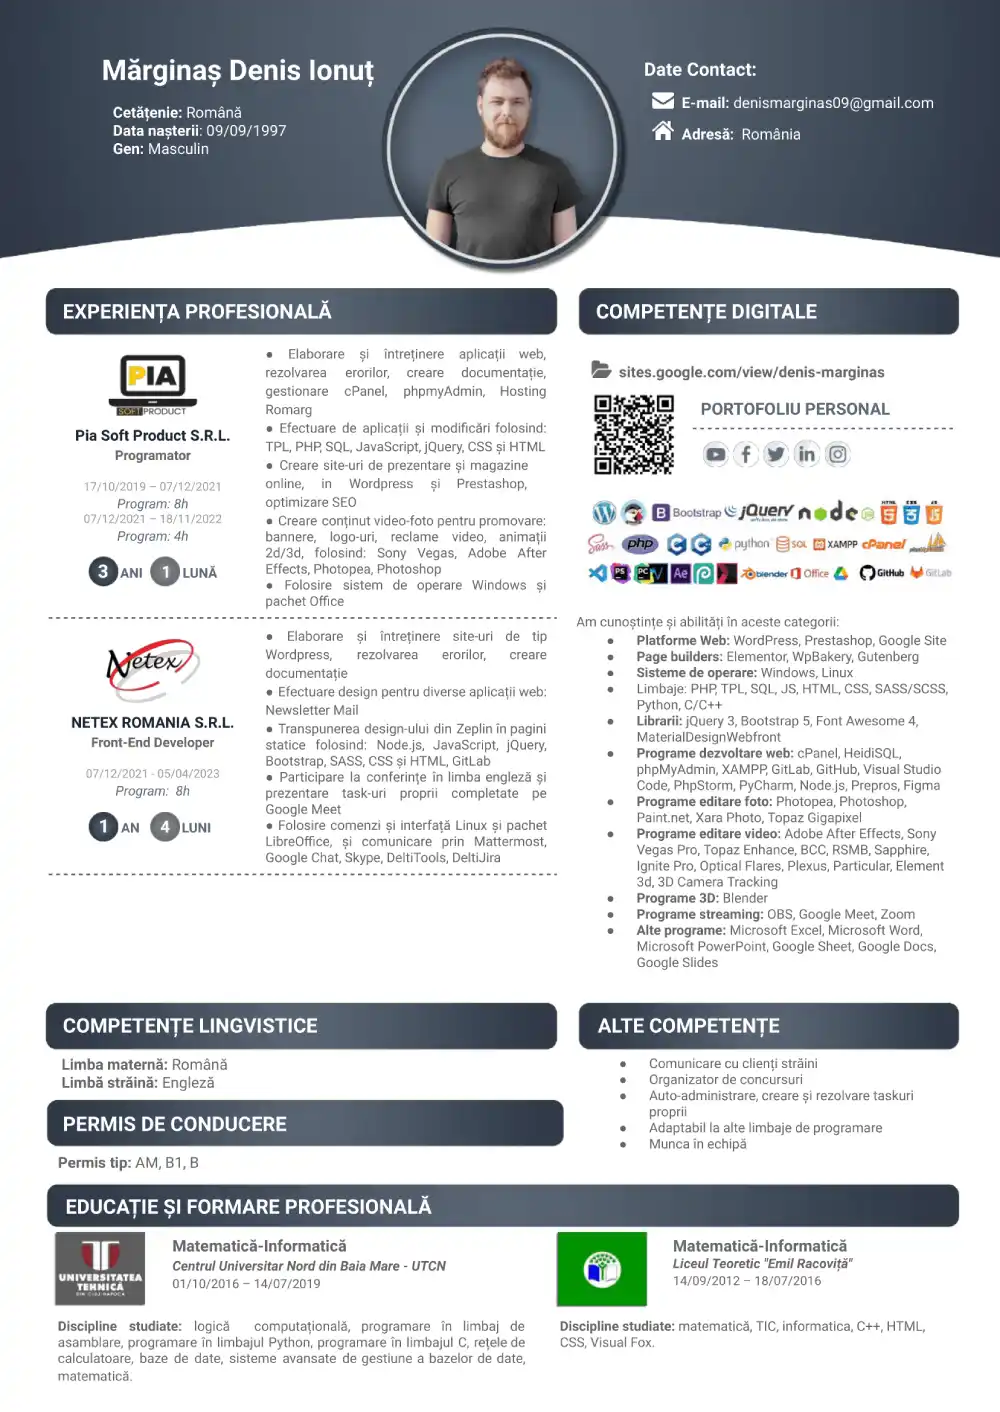 Mărginaș Denis Ionuț
Cetățenie: Română
Data nașterii: 09/09/1997
Gen: Masculin
Date Contact:
E-mail: denismarginas09@gmail.com
Adresă: România
EXPERIENȚA PROFESIONALĂ
PIA
SOFT PRODUCT
Pia Soft Product S.R.L.
Programator
17/10/2019 – 07/12/2021
Program: 8h
07/12/2021 – 18/11/2022
Program: 4h
3 ANI 1 LUNĂ
● Elaborare și întreținere aplicații web,
rezolvarea erorilor, creare documentație,
gestionare cPanel, phpmyAdmin, Hosting
Romarg
● Efectuare de aplicații și modificări folosind:
TPL, PHP, SQL, JavaScript, jQuery, CSS și HTML
● Creare site-uri de prezentare și magazine
online, in Wordpress și Prestashop,
optimizare SEO
● Creare conținut video-foto pentru promovare:
bannere, logo-uri, reclame video, animații
2d/3d, folosind: Sony Vegas, Adobe After
Effects, Photopea, Photoshop
● Folosire sistem de operare Windows și
pachet Office
Netex
NETEX ROMANIA S.R.L.
Front-End Developer
07/12/2021 - 05/04/2023
Program: 8h
1 AN 4 LUNI
● Elaborare și întreținere site-uri de tip
Wordpress, rezolvarea erorilor, creare
documentație
● Efectuare design pentru diverse aplicații web:
Newsletter Mail
● Transpunerea design-ului din Zeplin în pagini
statice folosind: Node.js, JavaScript, jQuery,
Bootstrap, SASS, CSS si HTML, GitLab
● Participare la conferințe în limba engleză și
prezentare task-uri proprii completate pe
Google Meet
● Folosire comenzi și interfață Linux și pachet
LibreOffice, și comunicare prin Mattermost,
Google Chat, Skype, DeltiTools, DeltiJira
COMPETENȚE DIGITALE
sites.google.com/view/denis-marginas
PORTOFOLIU PERSONAL
B Bootstrap jQuery node HTML CSS JS
Sass php C C python SQL XAMPP cPanel
PS PC V Ae blender Office GitHub GitLab
Am cunoștințe și abilități în aceste categorii:
● Platforme Web: WordPress, Prestashop, Google Site
● Page builders: Elementor, WpBakery, Gutenberg
● Sisteme de operare: Windows, Linux
● Limbaje: PHP, TPL, SQL, JS, HTML, CSS, SASS/SCSS,
Python, C/C++
● Librarii: jQuery 3, Bootstrap 5, Font Awesome 4,
MaterialDesignWebfront
● Programe dezvoltare web: cPanel, HeidiSQL,
phpMyAdmin, XAMPP, GitLab, GitHub, Visual Studio
Code, PhpStorm, PyCharm, Node.js, Prepros, Figma
● Programe editare foto: Photopea, Photoshop,
Paint.net, Xara Photo, Topaz Gigapixel
● Programe editare video: Adobe After Effects, Sony
Vegas Pro, Topaz Enhance, BCC, RSMB, Sapphire,
Ignite Pro, Optical Flares, Plexus, Particular, Element
3d, 3D Camera Tracking
● Programe 3D: Blender
● Programe streaming: OBS, Google Meet, Zoom
● Alte programe: Microsoft Excel, Microsoft Word,
Microsoft PowerPoint, Google Sheet, Google Docs,
Google Slides
COMPETENȚE LINGVISTICE
Limba maternă: Română
Limbă străină: Engleză
PERMIS DE CONDUCERE
Permis tip: AM, B1, B
ALTE COMPETENȚE
● Comunicare cu clienți străini
● Organizator de concursuri
● Auto-administrare, creare și rezolvare taskuri
proprii
● Adaptabil la alte limbaje de programare
● Munca în echipă
EDUCAȚIE ȘI FORMARE PROFESIONALĂ
UNIVERSITATEA
TEHNICĂ
DIN CLUJ-NAPOCA
Matematică-Informatică
Centrul Universitar Nord din Baia Mare - UTCN
01/10/2016 – 14/07/2019
Discipline studiate: logică computațională, programare în limbaj de
asamblare, programare în limbajul Python, programare în limbajul C, rețele de
calculatoare, baze de date, sisteme avansate de gestiune a bazelor de date,
matematică.
Matematică-Informatică
Liceul Teoretic "Emil Racoviță"
14/09/2012 – 18/07/2016
Discipline studiate: matematică, TIC, informatica, C++, HTML,
CSS, Visual Fox.